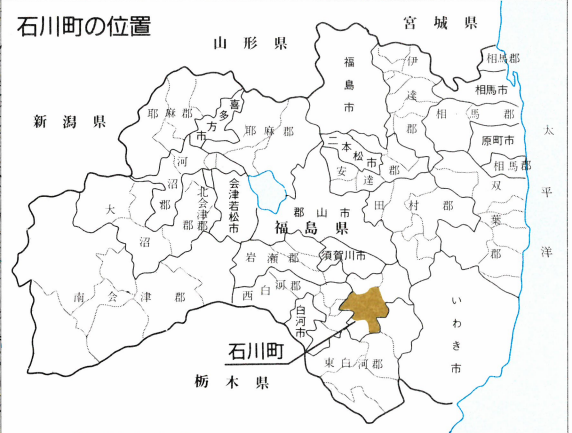 石川町の位置
宮城県
山形県
新潟県
福島県
栃木県
太平洋
相馬郡
相馬市
相馬郡
原町市
相馬郡
双葉郡
いわき市
伊達郡
福島市
二本松市
安達郡
田村郡
郡山市
須賀川市
岩瀬郡
西白河郡
白河市
東白河郡
石川町
耶麻郡
喜多方市
耶麻郡
河沼郡
北会津郡
会津若松市
大沼郡
南会津郡